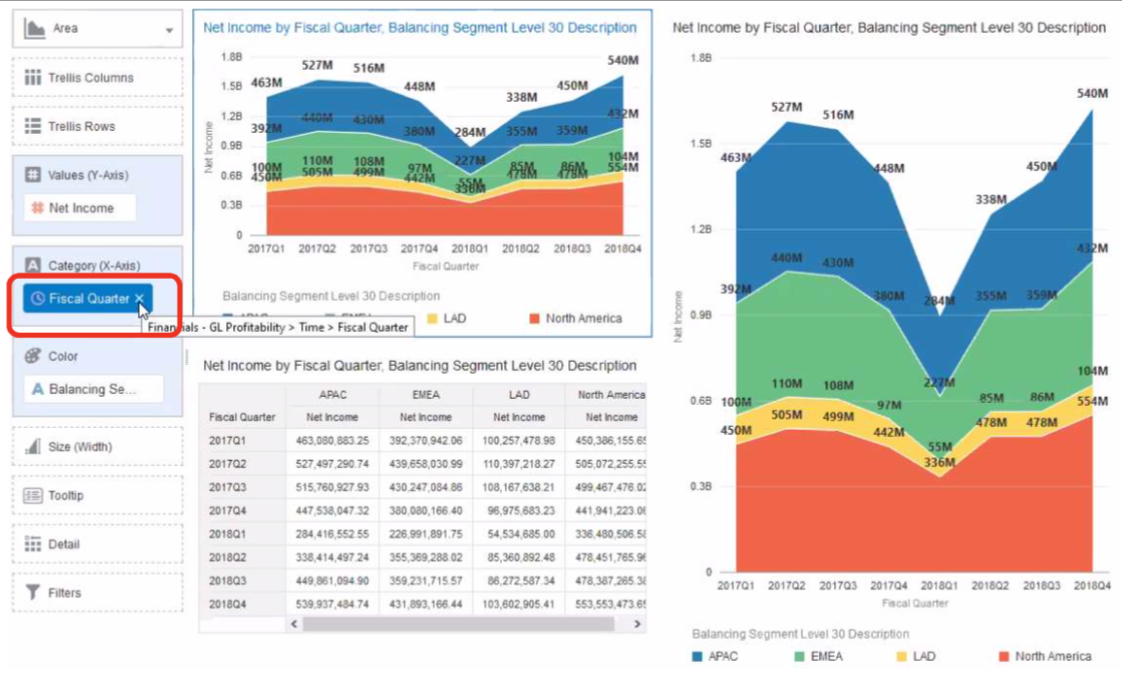 Area
Trellis Columns
Trellis Rows
Values (Y-Axis)
Net Income
Category (X-Axis)
Fiscal Quarter
Financials - GL Profitability > Time > Fiscal Quarter
Color
Balancing Se...
Size (Width)
Tooltip
Detail
Filters
Net Income by Fiscal Quarter, Balancing Segment Level 30 Description
Net Income
1.8B
1.5B
1.2B
0.9B
0.6B
0.3B
0
463M 527M 516M 448M 284M 338M 450M 540M
392M 440M 430M 380M 227M 355M 359M 432M
100M 110M 108M 97M 55M 85M 86M 104M
450M 505M 499M 442M 336M 478M 478M 554M
2017Q1 2017Q2 2017Q3 2017Q4 2018Q1 2018Q2 2018Q3 2018Q4
Fiscal Quarter
Balancing Segment Level 30 Description
APAC EMEA LAD North America
Net Income by Fiscal Quarter, Balancing Segment Level 30 Description
APAC EMEA LAD North America
Fiscal Quarter Net Income Net Income Net Income Net Income
2017Q1 463,080,883.25 392,370,942.06 100,257,478.98 450,386,155.65
2017Q2 527,497,290.74 439,658,030.99 110,397,218.27 505,072,255.55
2017Q3 515,760,927.93 430,247,084.86 108,167,638.21 499,467,476.02
2017Q4 447,538,047.32 380,080,166.40 96,975,683.23 441,941,223.06
2018Q1 284,416,552.55 226,991,891.75 54,534,685.00 336,480,506.58
2018Q2 338,414,497.24 355,369,288.02 85,360,892.48 478,451,765.96
2018Q3 449,861,094.90 359,231,715.57 86,272,587.34 478,387,265.38
2018Q4 539,937,484.74 431,893,166.44 103,602,905.41 553,553,473.65
Net Income by Fiscal Quarter, Balancing Segment Level 30 Description
Net Income
1.8B
1.5B
1.2B
0.9B
0.6B
0.3B
0
463M 527M 516M 448M 284M 338M 450M 540M
392M 440M 430M 380M 227M 355M 359M 432M
100M 110M 108M 97M 55M 85M 86M 104M
450M 505M 499M 442M 336M 478M 478M 554M
2017Q1 2017Q2 2017Q3 2017Q4 2018Q1 2018Q2 2018Q3 2018Q4
Fiscal Quarter
Balancing Segment Level 30 Description
APAC EMEA LAD North America